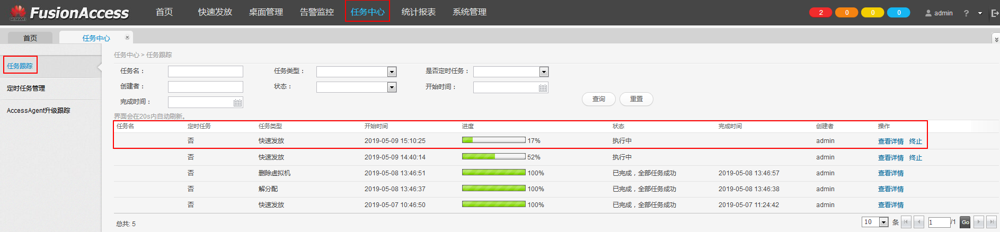 HUAWEI FusionAccess 首页 快速发放 桌面管理 告警监控 任务中心 统计报表 系统管理 2 0 0 0 admin ?
首页 任务中心 ×
任务跟踪
定时任务管理
AccessAgent升级跟踪
任务中心 > 任务跟踪
任务名： 任务类型： 是否定时任务：
创建者： 状态： 开始时间：
完成时间： 查询 重置
界面会在20s内自动刷新。
任务名 定时任务 任务类型 开始时间 进度 状态 完成时间 创建者 操作
否 快速发放 2019-05-09 15:10:25 17% 执行中 admin 查看详情 终止
否 快速发放 2019-05-09 14:40:14 52% 执行中 admin 查看详情 终止
否 删除虚拟机 2019-05-08 13:46:51 100% 已完成，全部任务成功 2019-05-08 13:46:57 admin 查看详情
否 解分配 2019-05-08 13:46:37 100% 已完成，全部任务成功 2019-05-08 13:46:38 admin 查看详情
否 快速发放 2019-05-07 10:46:50 100% 已完成，全部任务成功 2019-05-07 11:24:42 admin 查看详情
总共: 5 10 条 1 /1 Go